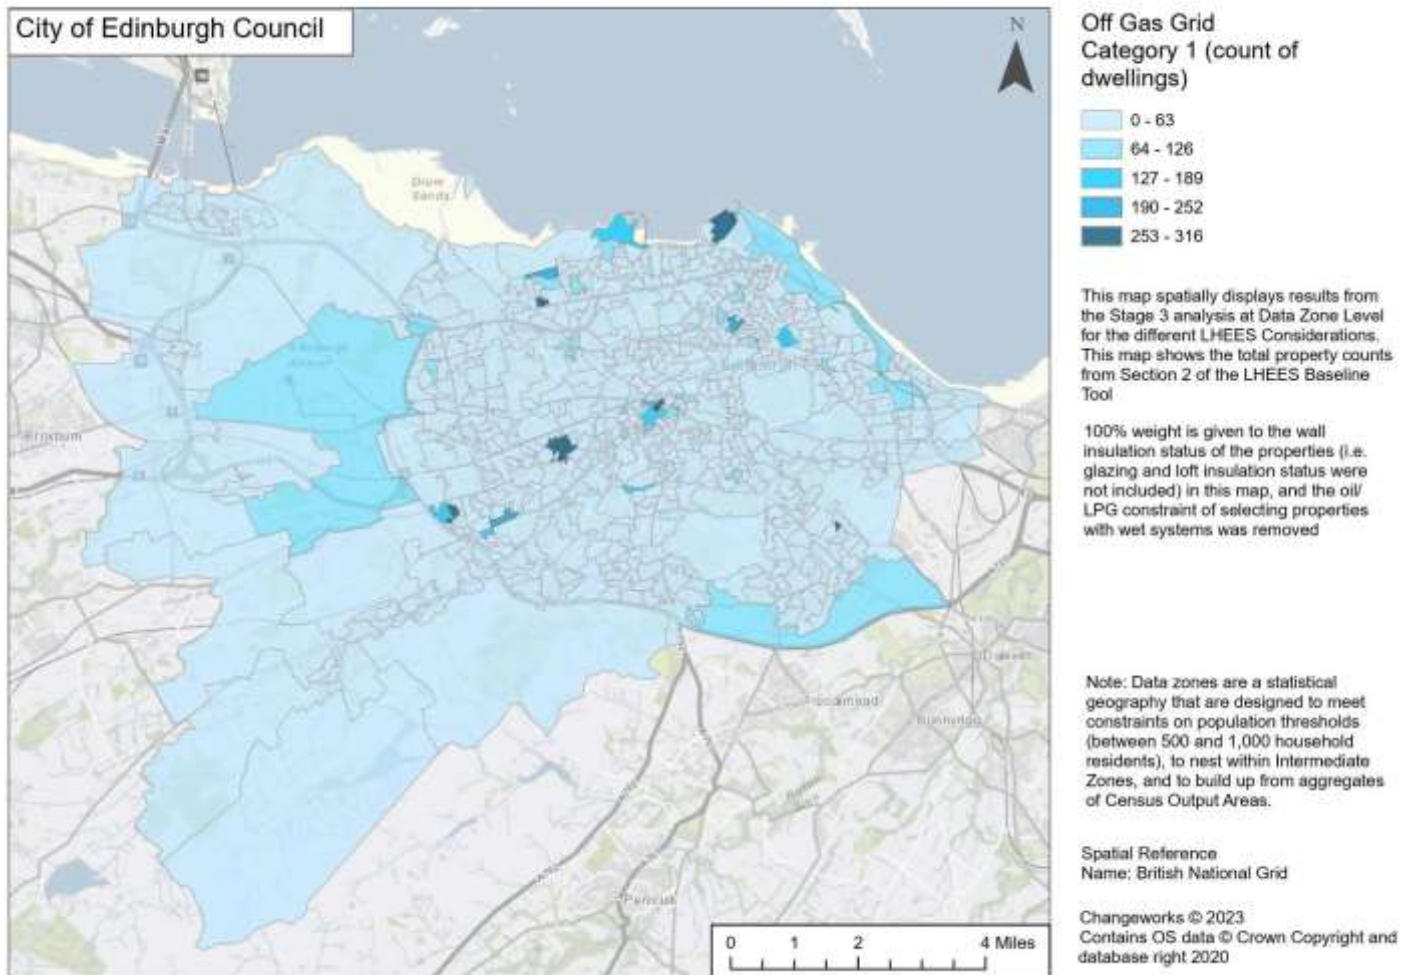 City of Edinburgh Council
N
Off Gas Grid
Category 1 (count of
dwellings)
0 - 63
64 - 126
127 - 189
190 - 252
253 - 316
This map spatially displays results from
the Stage 3 analysis at Data Zone Level
for the different LHEES Considerations.
This map shows the total property counts
from Section 2 of the LHEES Baseline
Tool
100% weight is given to the wall
insulation status of the properties (i.e.
glazing and loft insulation status were
not included) in this map, and the oil/
LPG constraint of selecting properties
with wet systems was removed
Note: Data zones are a statistical
geography that are designed to meet
constraints on population thresholds
(between 500 and 1,000 household
residents), to nest within Intermediate
Zones, and to build up from aggregates
of Census Output Areas.
Spatial Reference
Name: British National Grid
Changeworks © 2023
Contains OS data © Crown Copyright and
database right 2020
Drum
Sands
Edinburgh
Airport
Penicuik
0 1 2 4 Miles